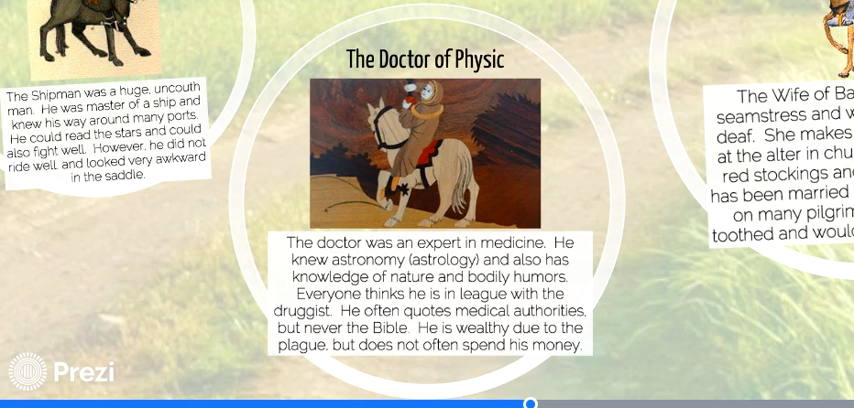 The Shipman was a huge, uncouth
man. He was master of a ship and
knew his way around many ports.
He could read the stars and could
also fight well. However, he did not
ride well and looked very awkward
in the saddle.
The Doctor of Physic
The doctor was an expert in medicine. He
knew astronomy (astrology) and also has
knowledge of nature and bodily humors.
Everyone thinks he is in league with the
druggist. He often quotes medical authorities,
but never the Bible. He is wealthy due to the
plague, but does not often spend his money.
The Wife of Ba
seamstress and w
deaf. She makes
at the alter in chu
red stockings an
has been married
on many pilgrim
toothed and would
Prezi